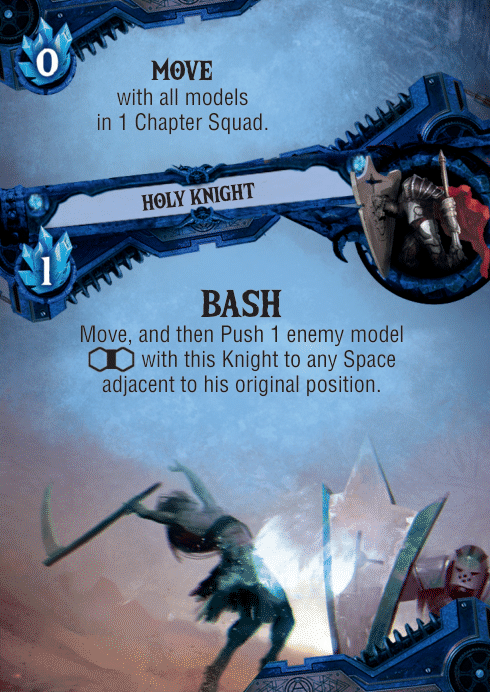 0
MOVE
with all models
in 1 Chapter Squad.
HOLY KNIGHT
1
BASH
Move, and then Push 1 enemy model
with this Knight to any Space
adjacent to his original position.